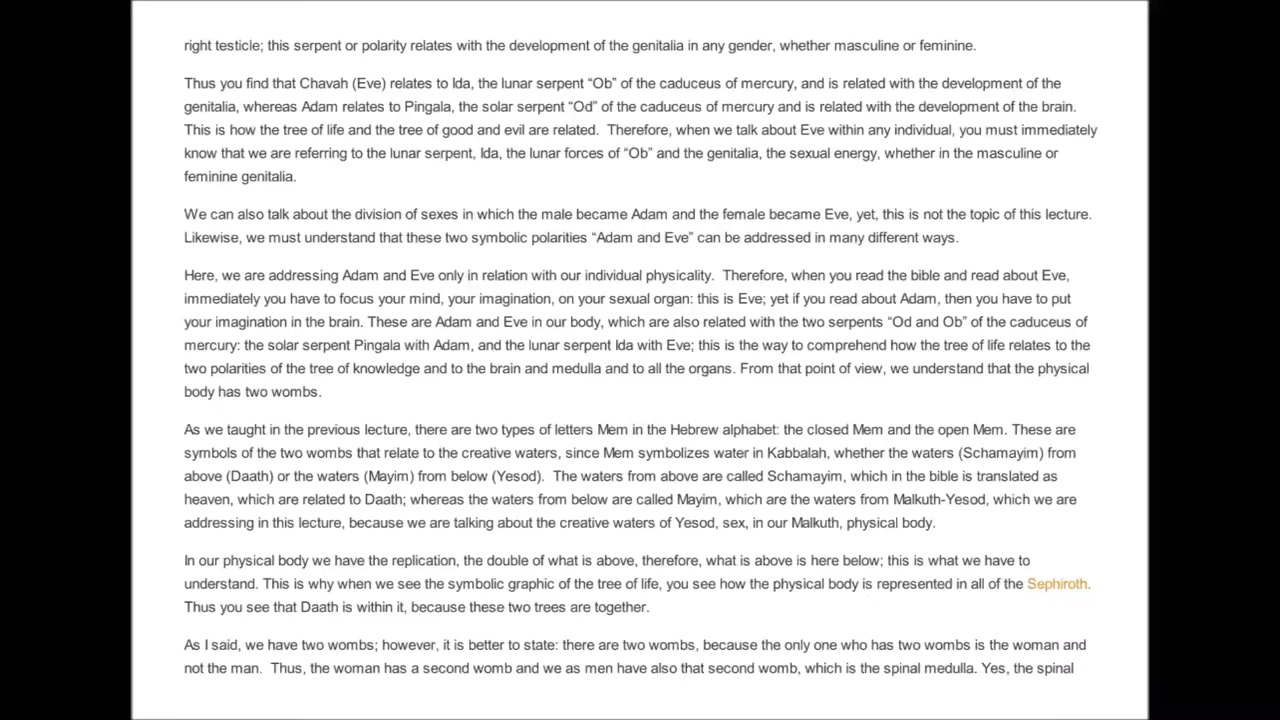 right testicle; this serpent or polarity relates with the development of the genitalia in any gender, whether masculine or feminine.
Thus you find that Chavah (Eve) relates to Ida, the lunar serpent “Ob” of the caduceus of mercury, and is related with the development of the
genitalia, whereas Adam relates to Pingala, the solar serpent “Od” of the caduceus of mercury and is related with the development of the brain.
This is how the tree of life and the tree of good and evil are related.  Therefore, when we talk about Eve within any individual, you must immediately
know that we are referring to the lunar serpent, Ida, the lunar forces of “Ob” and the genitalia, the sexual energy, whether in the masculine or
feminine genitalia.
We can also talk about the division of sexes in which the male became Adam and the female became Eve, yet, this is not the topic of this lecture.
Likewise, we must understand that these two symbolic polarities “Adam and Eve” can be addressed in many different ways.
Here, we are addressing Adam and Eve only in relation with our individual physicality.  Therefore, when you read the bible and read about Eve,
immediately you have to focus your mind, your imagination, on your sexual organ: this is Eve; yet if you read about Adam, then you have to put
your imagination in the brain. These are Adam and Eve in our body, which are also related with the two serpents “Od and Ob” of the caduceus of
mercury: the solar serpent Pingala with Adam, and the lunar serpent Ida with Eve; this is the way to comprehend how the tree of life relates to the
two polarities of the tree of knowledge and to the brain and medulla and to all the organs. From that point of view, we understand that the physical
body has two wombs.
As we taught in the previous lecture, there are two types of letters Mem in the Hebrew alphabet: the closed Mem and the open Mem. These are
symbols of the two wombs that relate to the creative waters, since Mem symbolizes water in Kabbalah, whether the waters (Schamayim) from
above (Daath) or the waters (Mayim) from below (Yesod).  The waters from above are called Schamayim, which in the bible is translated as
heaven, which are related to Daath; whereas the waters from below are called Mayim, which are the waters from Malkuth-Yesod, which we are
addressing in this lecture, because we are talking about the creative waters of Yesod, sex, in our Malkuth, physical body.
In our physical body we have the replication, the double of what is above, therefore, what is above is here below; this is what we have to
understand. This is why when we see the symbolic graphic of the tree of life, you see how the physical body is represented in all of the Sephiroth.
Thus you see that Daath is within it, because these two trees are together.
As I said, we have two wombs; however, it is better to state: there are two wombs, because the only one who has two wombs is the woman and
not the man.  Thus, the woman has a second womb and we as men have also that second womb, which is the spinal medulla. Yes, the spinal